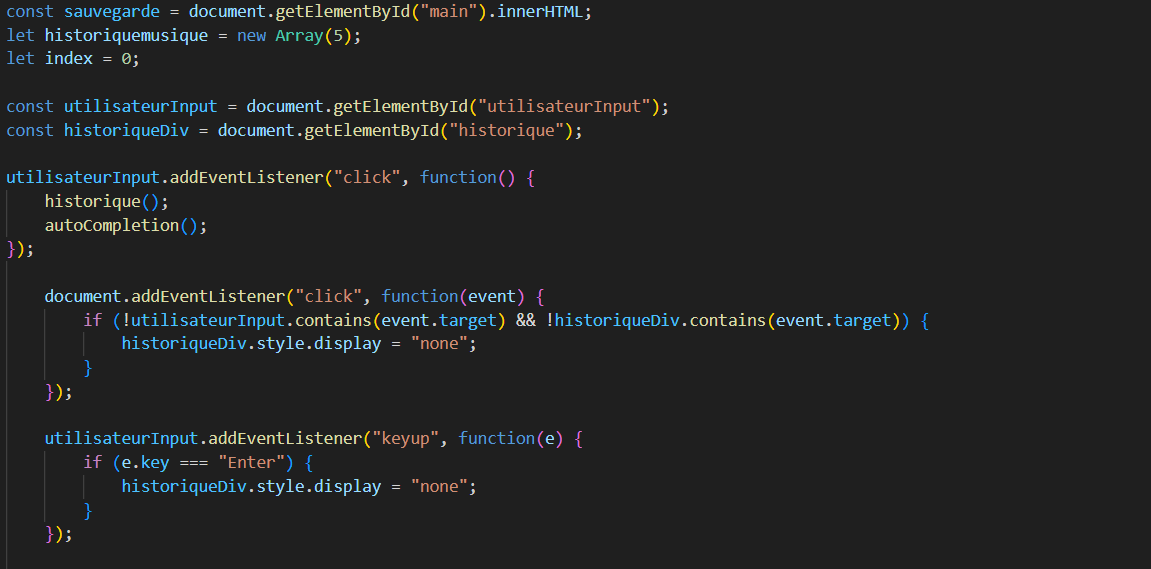 const sauvegarde = document.getElementById("main").innerHTML;
let historiquemusique = new Array(5);
let index = 0;
const utilisateurInput = document.getElementById("utilisateurInput");
const historiqueDiv = document.getElementById("historique");
utilisateurInput.addEventListener("click", function() {
historique();
autoCompletion();
});
document.addEventListener("click", function(event) {
if (!utilisateurInput.contains(event.target) && !historiqueDiv.contains(event.target)) {
historiqueDiv.style.display = "none";
}
});
utilisateurInput.addEventListener("keyup", function(e) {
if (e.key === "Enter") {
historiqueDiv.style.display = "none";
}
});